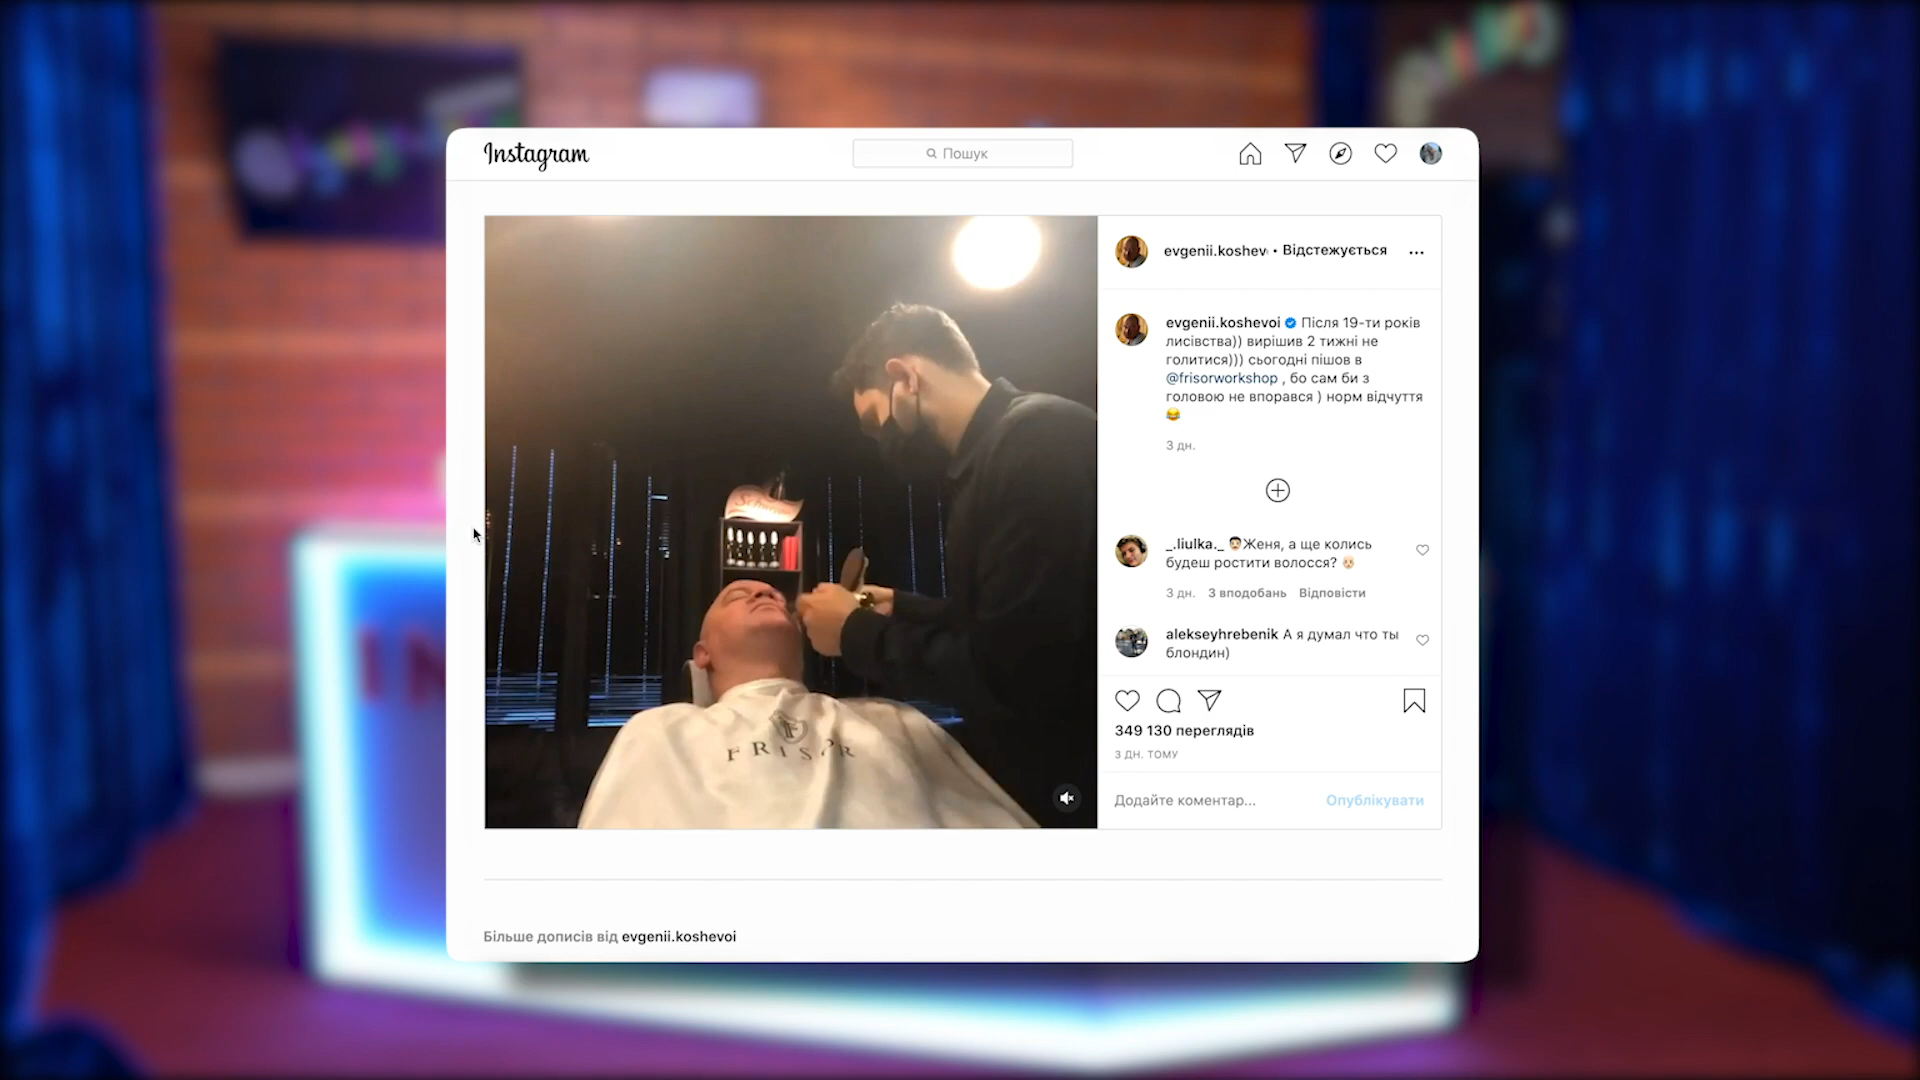 Instagram
Пошук
evgenii.koshev • Відстежується
evgenii.koshevoi Після 19-ти років
лисівства)) вирішив 2 тижні не
голитися))) сьогодні пішов в
@frisorworkshop , бо сам би з
головою не впорався ) норм відчуття
😂
3 дн.
_.liulka._ 👨🏻Женя, а ще колись
будеш ростити волосся? 👶🏻
3 дн. 3 вподобань Відповісти
alekseyhrebenik А я думал что ты
блондин)
FRISOR
349 130 переглядів
3 ДН. ТОМУ
Додайте коментар... Опублікувати
Більше дописів від evgenii.koshevoi